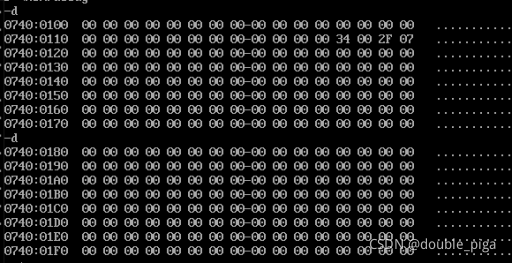 -d
0740:0100 00 00 00 00 00 00 00 00-00 00 00 00 00 00 00 00 ...........
0740:0110 00 00 00 00 00 00 00 00-00 00 00 00 34 00 2F 07 ...........
0740:0120 00 00 00 00 00 00 00 00-00 00 00 00 00 00 00 00 ...........
0740:0130 00 00 00 00 00 00 00 00-00 00 00 00 00 00 00 00 ...........
0740:0140 00 00 00 00 00 00 00 00-00 00 00 00 00 00 00 00 ...........
0740:0150 00 00 00 00 00 00 00 00-00 00 00 00 00 00 00 00 ...........
0740:0160 00 00 00 00 00 00 00 00-00 00 00 00 00 00 00 00 ...........
0740:0170 00 00 00 00 00 00 00 00-00 00 00 00 00 00 00 00 ...........
-d
0740:0180 00 00 00 00 00 00 00 00-00 00 00 00 00 00 00 00 ...........
0740:0190 00 00 00 00 00 00 00 00-00 00 00 00 00 00 00 00 ...........
0740:01A0 00 00 00 00 00 00 00 00-00 00 00 00 00 00 00 00 ...........
0740:01B0 00 00 00 00 00 00 00 00-00 00 00 00 00 00 00 00 ...........
0740:01C0 00 00 00 00 00 00 00 00-00 00 00 00 00 00 00 00 ...........
0740:01D0 00 00 00 00 00 00 00 00-00 00 00 00 00 00 00 00 ...........
0740:01E0 00 00 00 00 00 00 00 00-00 00 00 00 00 00 00 00 ...........
0740:01F0 00 00 00 00 00 00 00 00-00 00 00 00 00 00 00 00 ...........
CSDN @double_piga